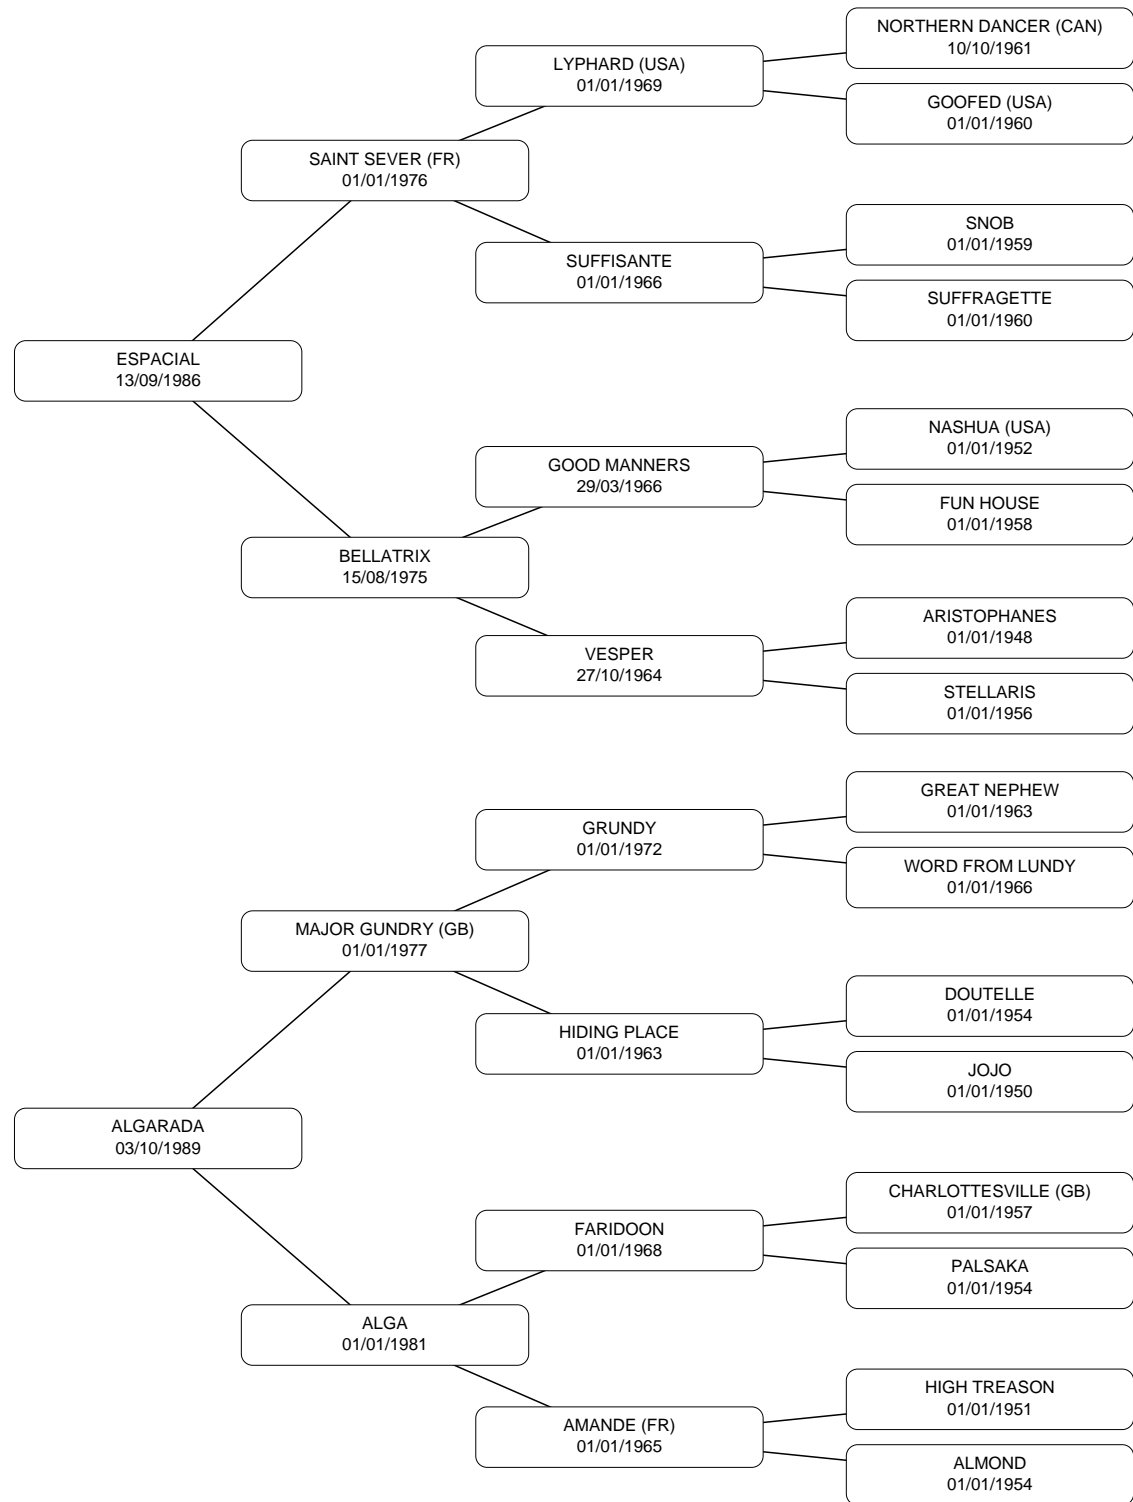 NORTHERN DANCER (CAN)
10/10/1961
LYPHARD (USA)
01/01/1969
GOOFED (USA)
01/01/1960
SAINT SEVER (FR)
01/01/1976
SNOB
01/01/1959
SUFFISANTE
01/01/1966
SUFFRAGETTE
01/01/1960
ESPACIAL
13/09/1986
NASHUA (USA)
01/01/1952
GOOD MANNERS
29/03/1966
FUN HOUSE
01/01/1958
BELLATRIX
15/08/1975
ARISTOPHANES
01/01/1948
VESPER
27/10/1964
STELLARIS
01/01/1956
GREAT NEPHEW
01/01/1963
GRUNDY
01/01/1972
WORD FROM LUNDY
01/01/1966
MAJOR GUNDRY (GB)
01/01/1977
DOUTELLE
01/01/1954
HIDING PLACE
01/01/1963
JOJO
01/01/1950
ALGARADA
03/10/1989
CHARLOTTESVILLE (GB)
01/01/1957
FARIDOON
01/01/1968
PALSAKA
01/01/1954
ALGA
01/01/1981
HIGH TREASON
01/01/1951
AMANDE (FR)
01/01/1965
ALMOND
01/01/1954